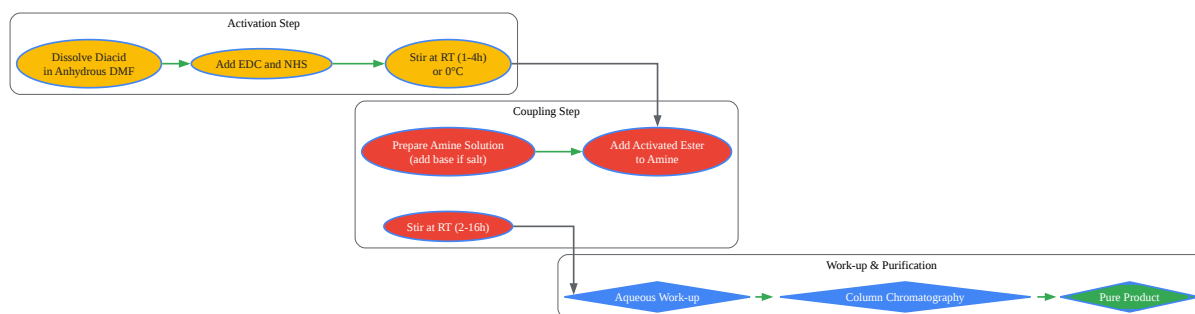 Activation Step
Dissolve Diacid
in Anhydrous DMF
Add EDC and NHS
Stir at RT (1-4h)
or 0°C
Coupling Step
Prepare Amine Solution
(add base if salt)
Add Activated Ester
to Amine
Stir at RT (2-16h)
Work-up & Purification
Aqueous Work-up
Column Chromatography
Pure Product